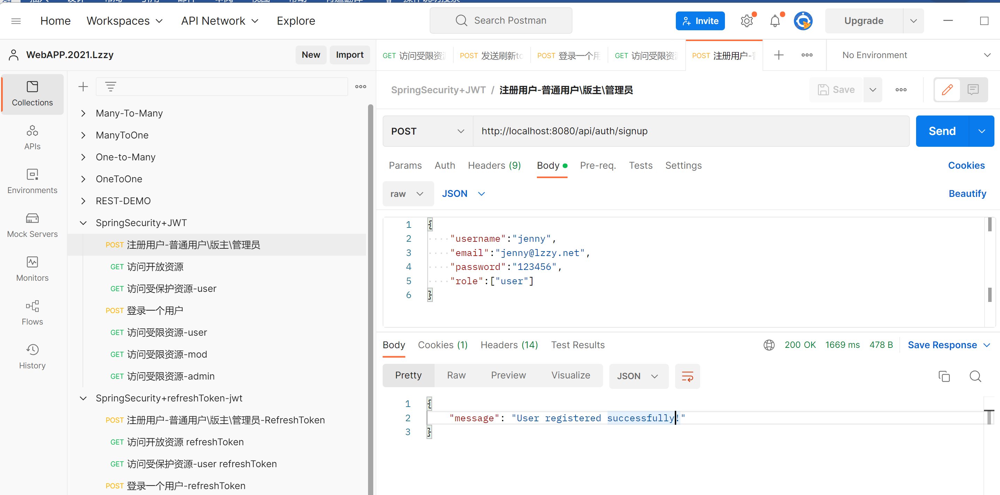 Home Workspaces API Network Explore Search Postman Invite Upgrade
WebAPP.2021.Lzzy New Import
GET 访问受限资 POST 发送刷新to POST 登录一个用 GET 访问受限资 POST 注册用户- No Environment
Collections
APIs
Environments
Mock Servers
Monitors
Flows
History
Many-To-Many
ManyToOne
One-to-Many
OneToOne
REST-DEMO
SpringSecurity+JWT
POST 注册用户-普通用户\版主\管理员
GET 访问开放资源
GET 访问受保护资源-user
POST 登录一个用户
GET 访问受限资源-user
GET 访问受限资源-mod
GET 访问受限资源-admin
SpringSecurity+refreshToken-jwt
POST 注册用户-普通用户\版主\管理员-RefreshToken
GET 访问开放资源 refreshToken
GET 访问受保护资源-user refreshToken
POST 登录一个用户-refreshToken
SpringSecurity+JWT / 注册用户-普通用户\版主\管理员 Save
POST http://localhost:8080/api/auth/signup Send
Params Auth Headers (9) Body Pre-req. Tests Settings Cookies
raw JSON Beautify
1 {
2 "username":"jenny",
3 "email":"jenny@lzzy.net",
4 "password":"123456",
5 "role":["user"]
6 }
Body Cookies (1) Headers (14) Test Results 200 OK 1669 ms 478 B Save Response
Pretty Raw Preview Visualize JSON
1 {
2 "message": "User registered successfully!"
3 }